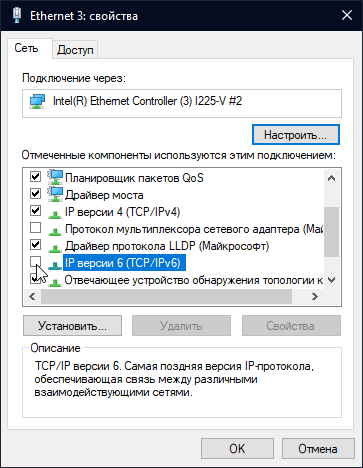 Ethernet 3: свойства
Сеть
Доступ
Подключение через:
Intel(R) Ethernet Controller (3) I225-V #2
Настроить...
Отмеченные компоненты используются этим подключением:
Планировщик пакетов QoS
Драйвер моста
IP версии 4 (TCP/IPv4)
Протокол мультиплексора сетевого адаптера (Май
Драйвер протокола LLDP (Майкрософт)
IP версии 6 (TCP/IPv6)
Отвечающее устройство обнаружения топологии к
Установить...
Удалить
Свойства
Описание
TCP/IP версии 6. Самая поздняя версия IP-протокола,
обеспечивающая связь между различными
взаимодействующими сетями.
OK
Отмена